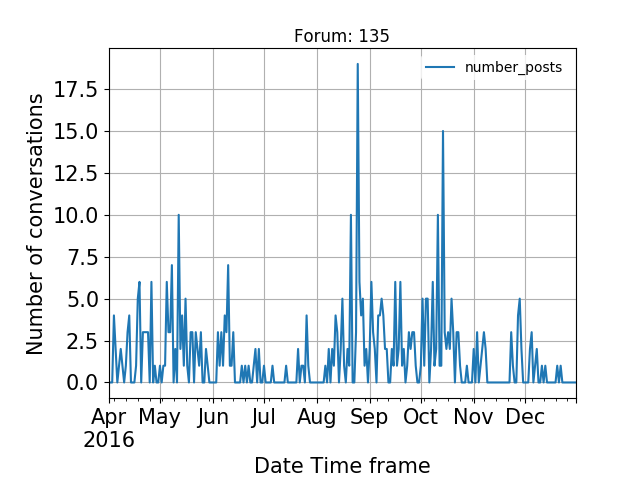 Forum: 135
number_posts
Number of conversations
17.5
15.0
12.5
10.0
7.5
5.0
2.5
0.0
Apr May Jun Jul Aug Sep Oct Nov Dec
2016
Date Time frame